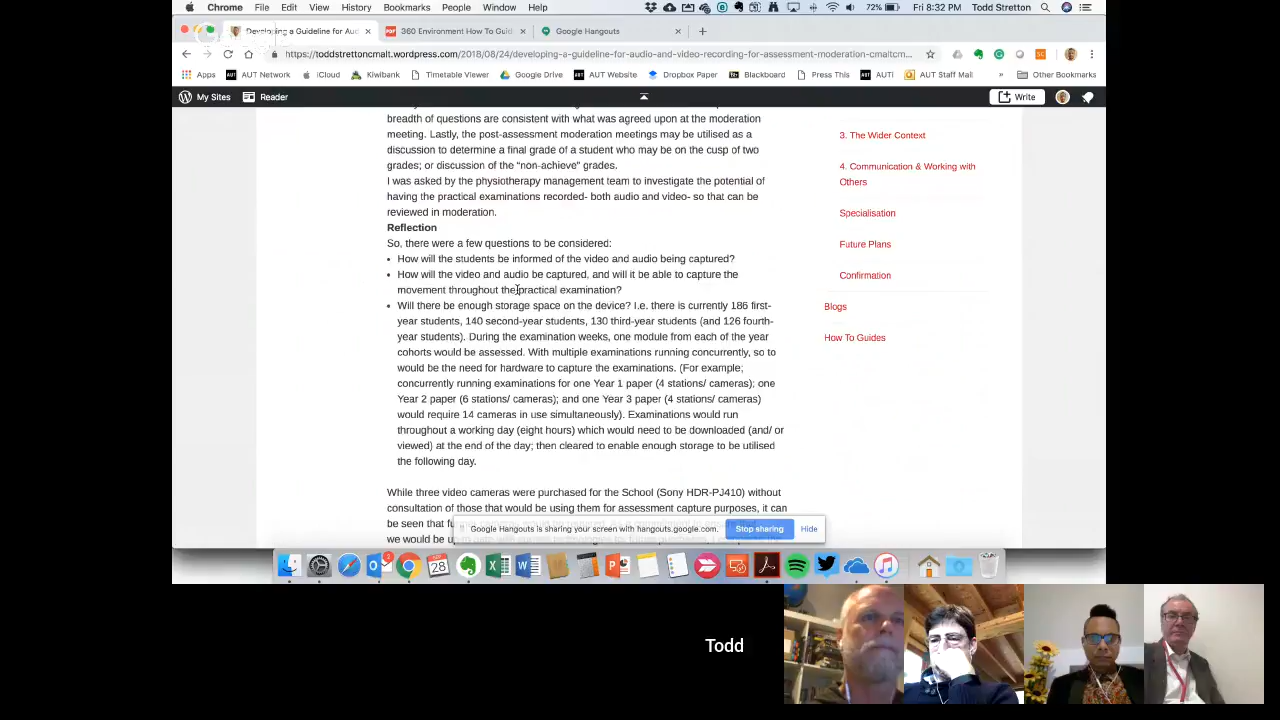 Chrome File Edit View History Bookmarks People Window Help 72% Fri 8:32 PM Todd Stretton
Developing a Guideline for Aud 360 Environment How To Guid Google Hangouts
https://toddstrettoncmalt.wordpress.com/2018/08/24/developing-a-guideline-for-audio-and-video-recording-for-assessment-moderation-cmaltcm...
Apps AUT Network iCloud Kiwibank Timetable Viewer Google Drive AUT Website Dropbox Paper Blackboard Press This AUTi AUT Staff Mail » Other Bookmarks
My Sites Reader Write
breadth of questions are consistent with what was agreed upon at the moderation
meeting. Lastly, the post-assessment moderation meetings may be utilised as a
discussion to determine a final grade of a student who may be on the cusp of two
grades; or discussion of the “non-achieve” grades.
I was asked by the physiotherapy management team to investigate the potential of
having the practical examinations recorded- both audio and video- so that can be
reviewed in moderation.
Reflection
So, there were a few questions to be considered:
• How will the students be informed of the video and audio being captured?
• How will the video and audio be captured, and will it be able to capture the
movement throughout the practical examination?
• Will there be enough storage space on the device? I.e. there is currently 186 first-
year students, 140 second-year students, 130 third-year students (and 126 fourth-
year students). During the examination weeks, one module from each of the year
cohorts would be assessed. With multiple examinations running concurrently, so to
would be the need for hardware to capture the examinations. (For example;
concurrently running examinations for one Year 1 paper (4 stations/ cameras); one
Year 2 paper (6 stations/ cameras); and one Year 3 paper (4 stations/ cameras)
would require 14 cameras in use simultaneously). Examinations would run
throughout a working day (eight hours) which would need to be downloaded (and/ or
viewed) at the end of the day; then cleared to enable enough storage to be utilised
the following day.
While three video cameras were purchased for the School (Sony HDR-PJ410) without
consultation of those that would be using them for assessment capture purposes, it can
be seen that
we would be
3. The Wider Context
4. Communication & Working with
Others
Specialisation
Future Plans
Confirmation
Blogs
How To Guides
Google Hangouts is sharing your screen with hangouts.google.com. Stop sharing Hide
28
Todd